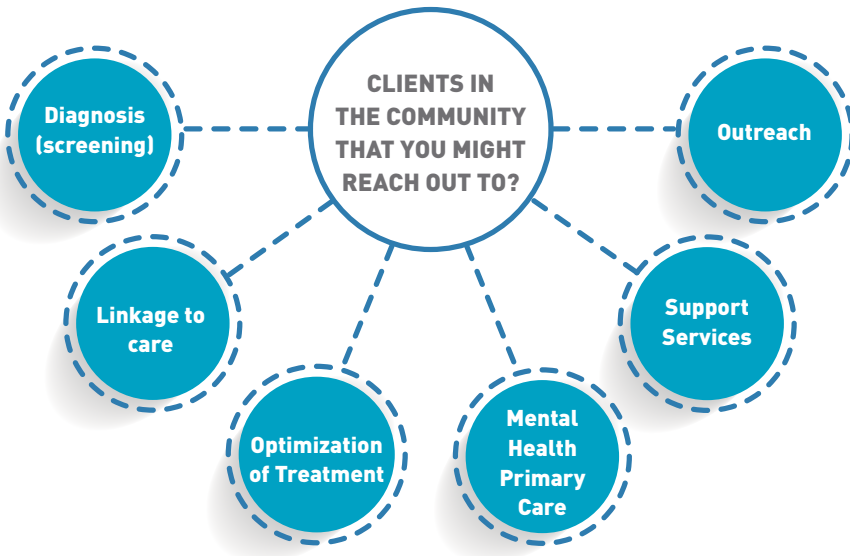 CLIENTS IN
THE COMMUNITY
THAT YOU MIGHT
REACH OUT TO?
Diagnosis
(screening)
Linkage to
care
Optimization
of Treatment
Mental
Health
Primary
Care
Support
Services
Outreach